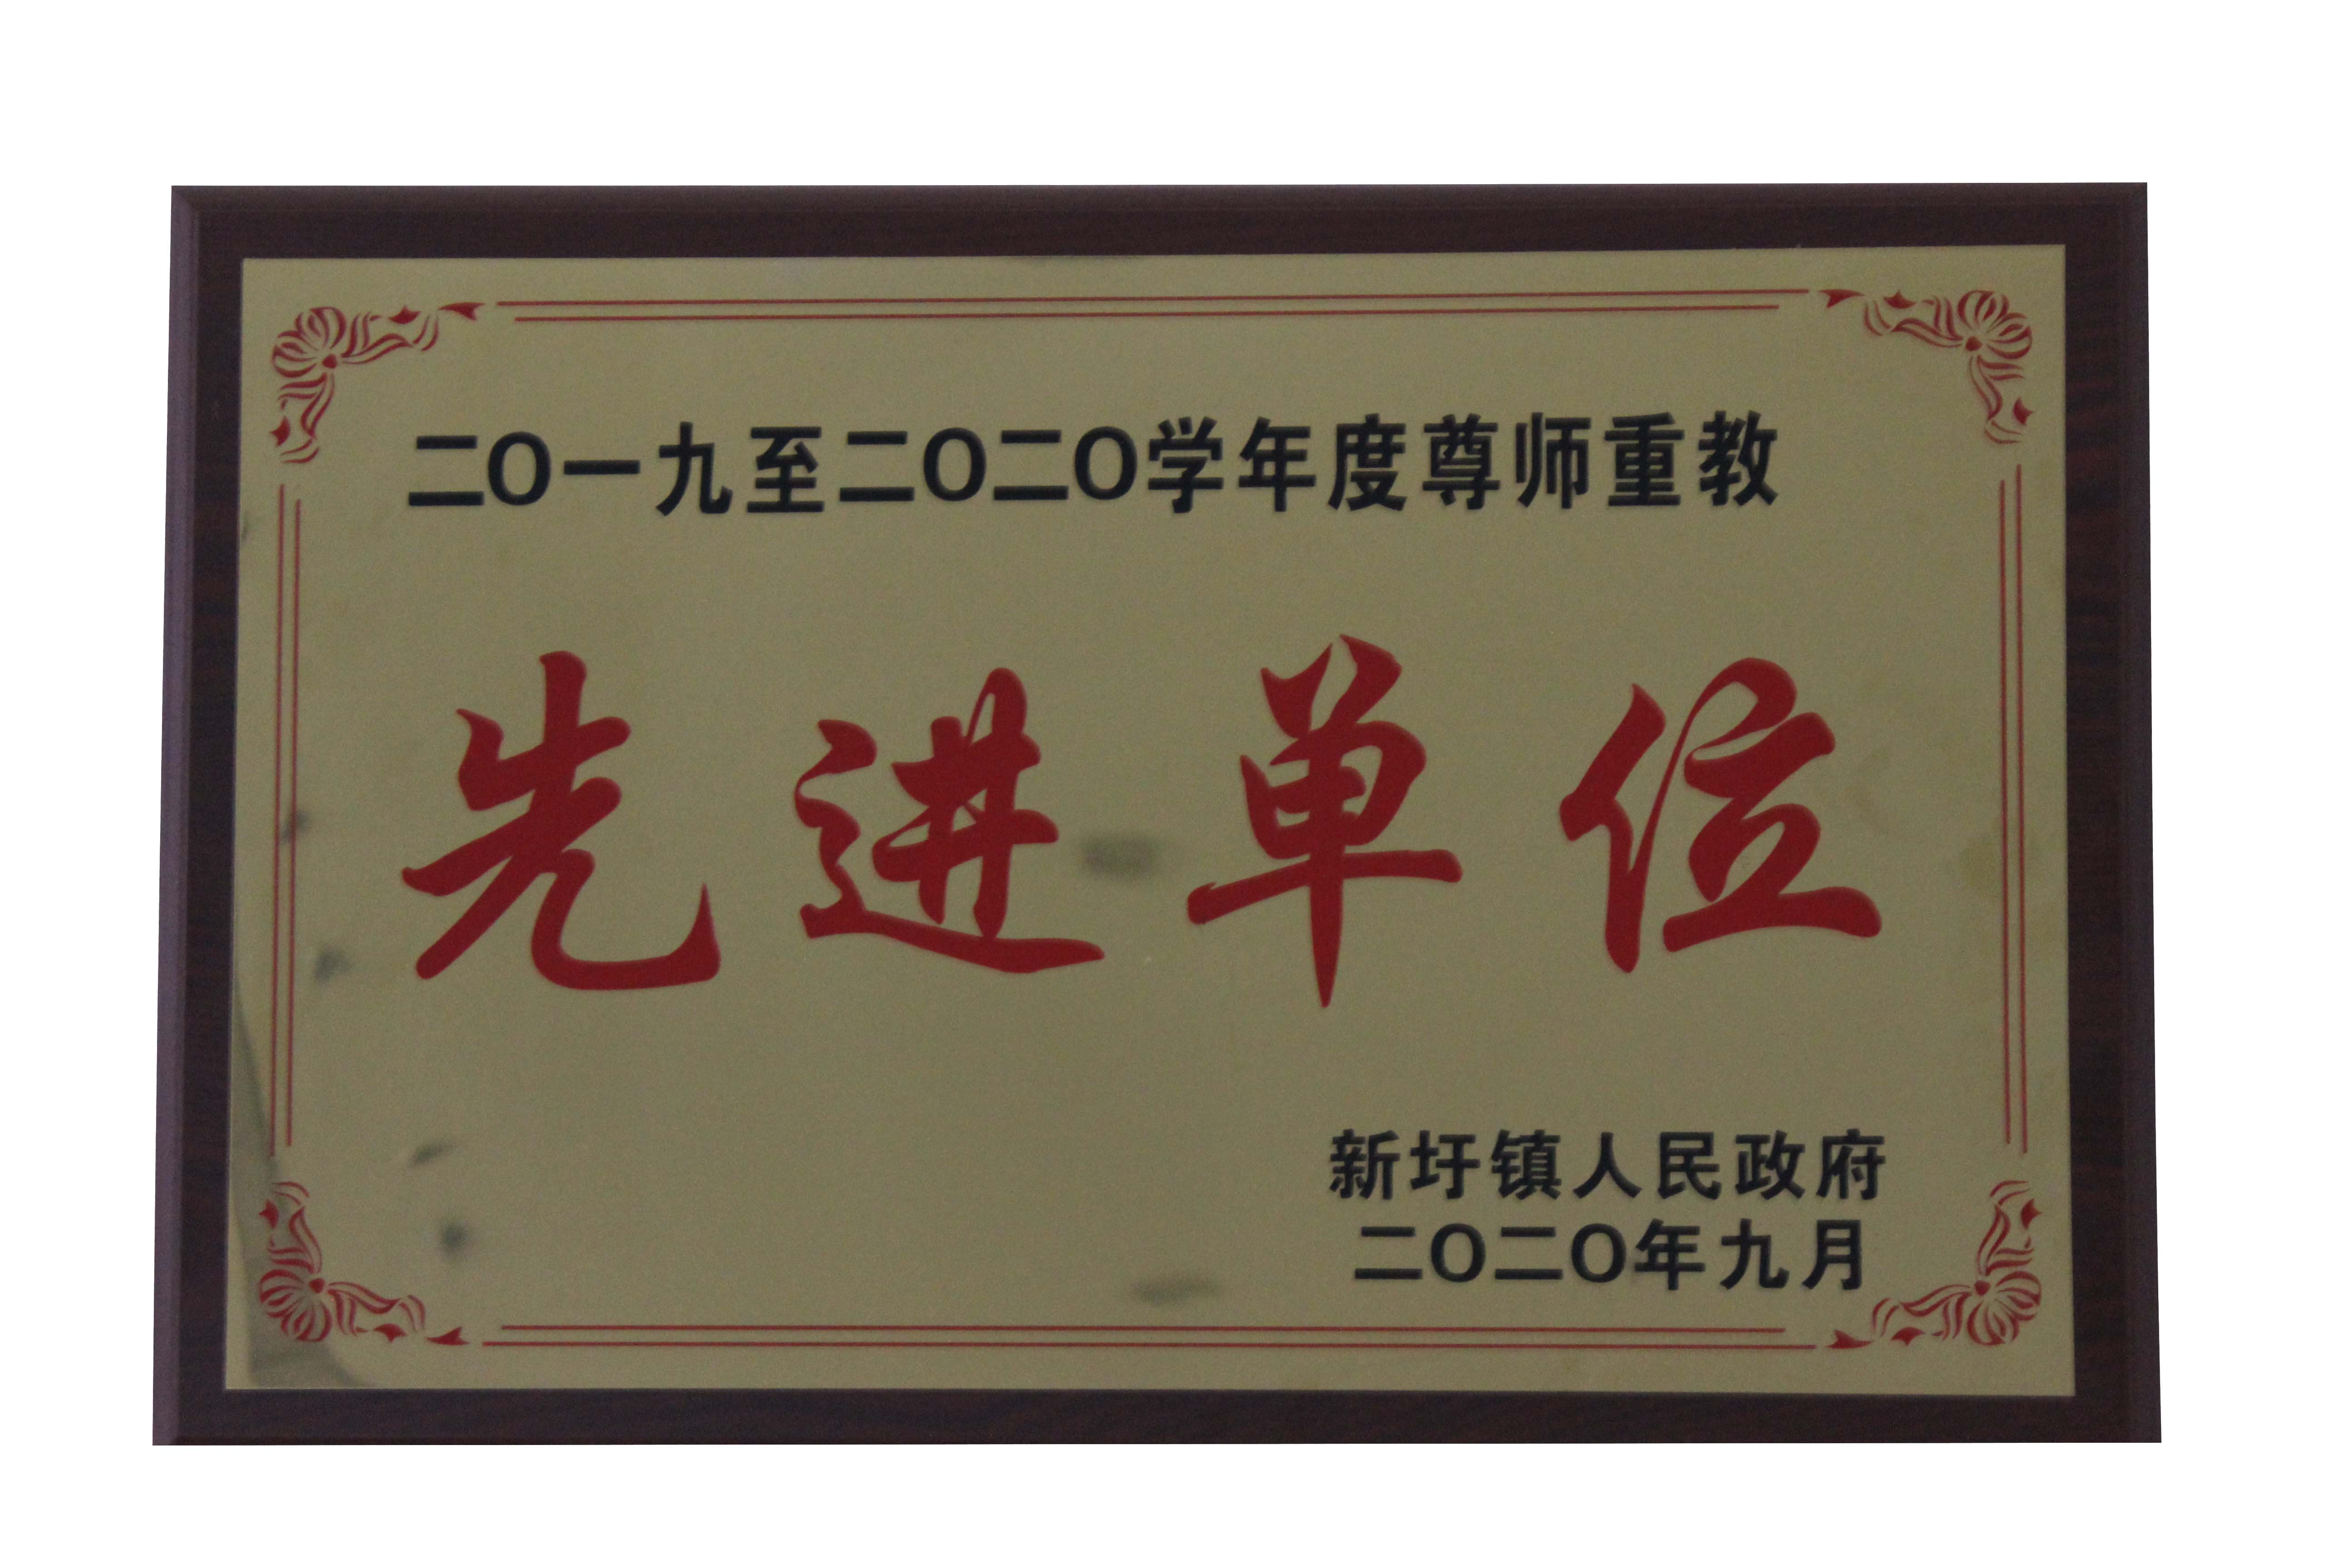 二〇一九至二〇二〇学年度尊师重教
先进单位
新圩镇人民政府
二〇二〇年九月